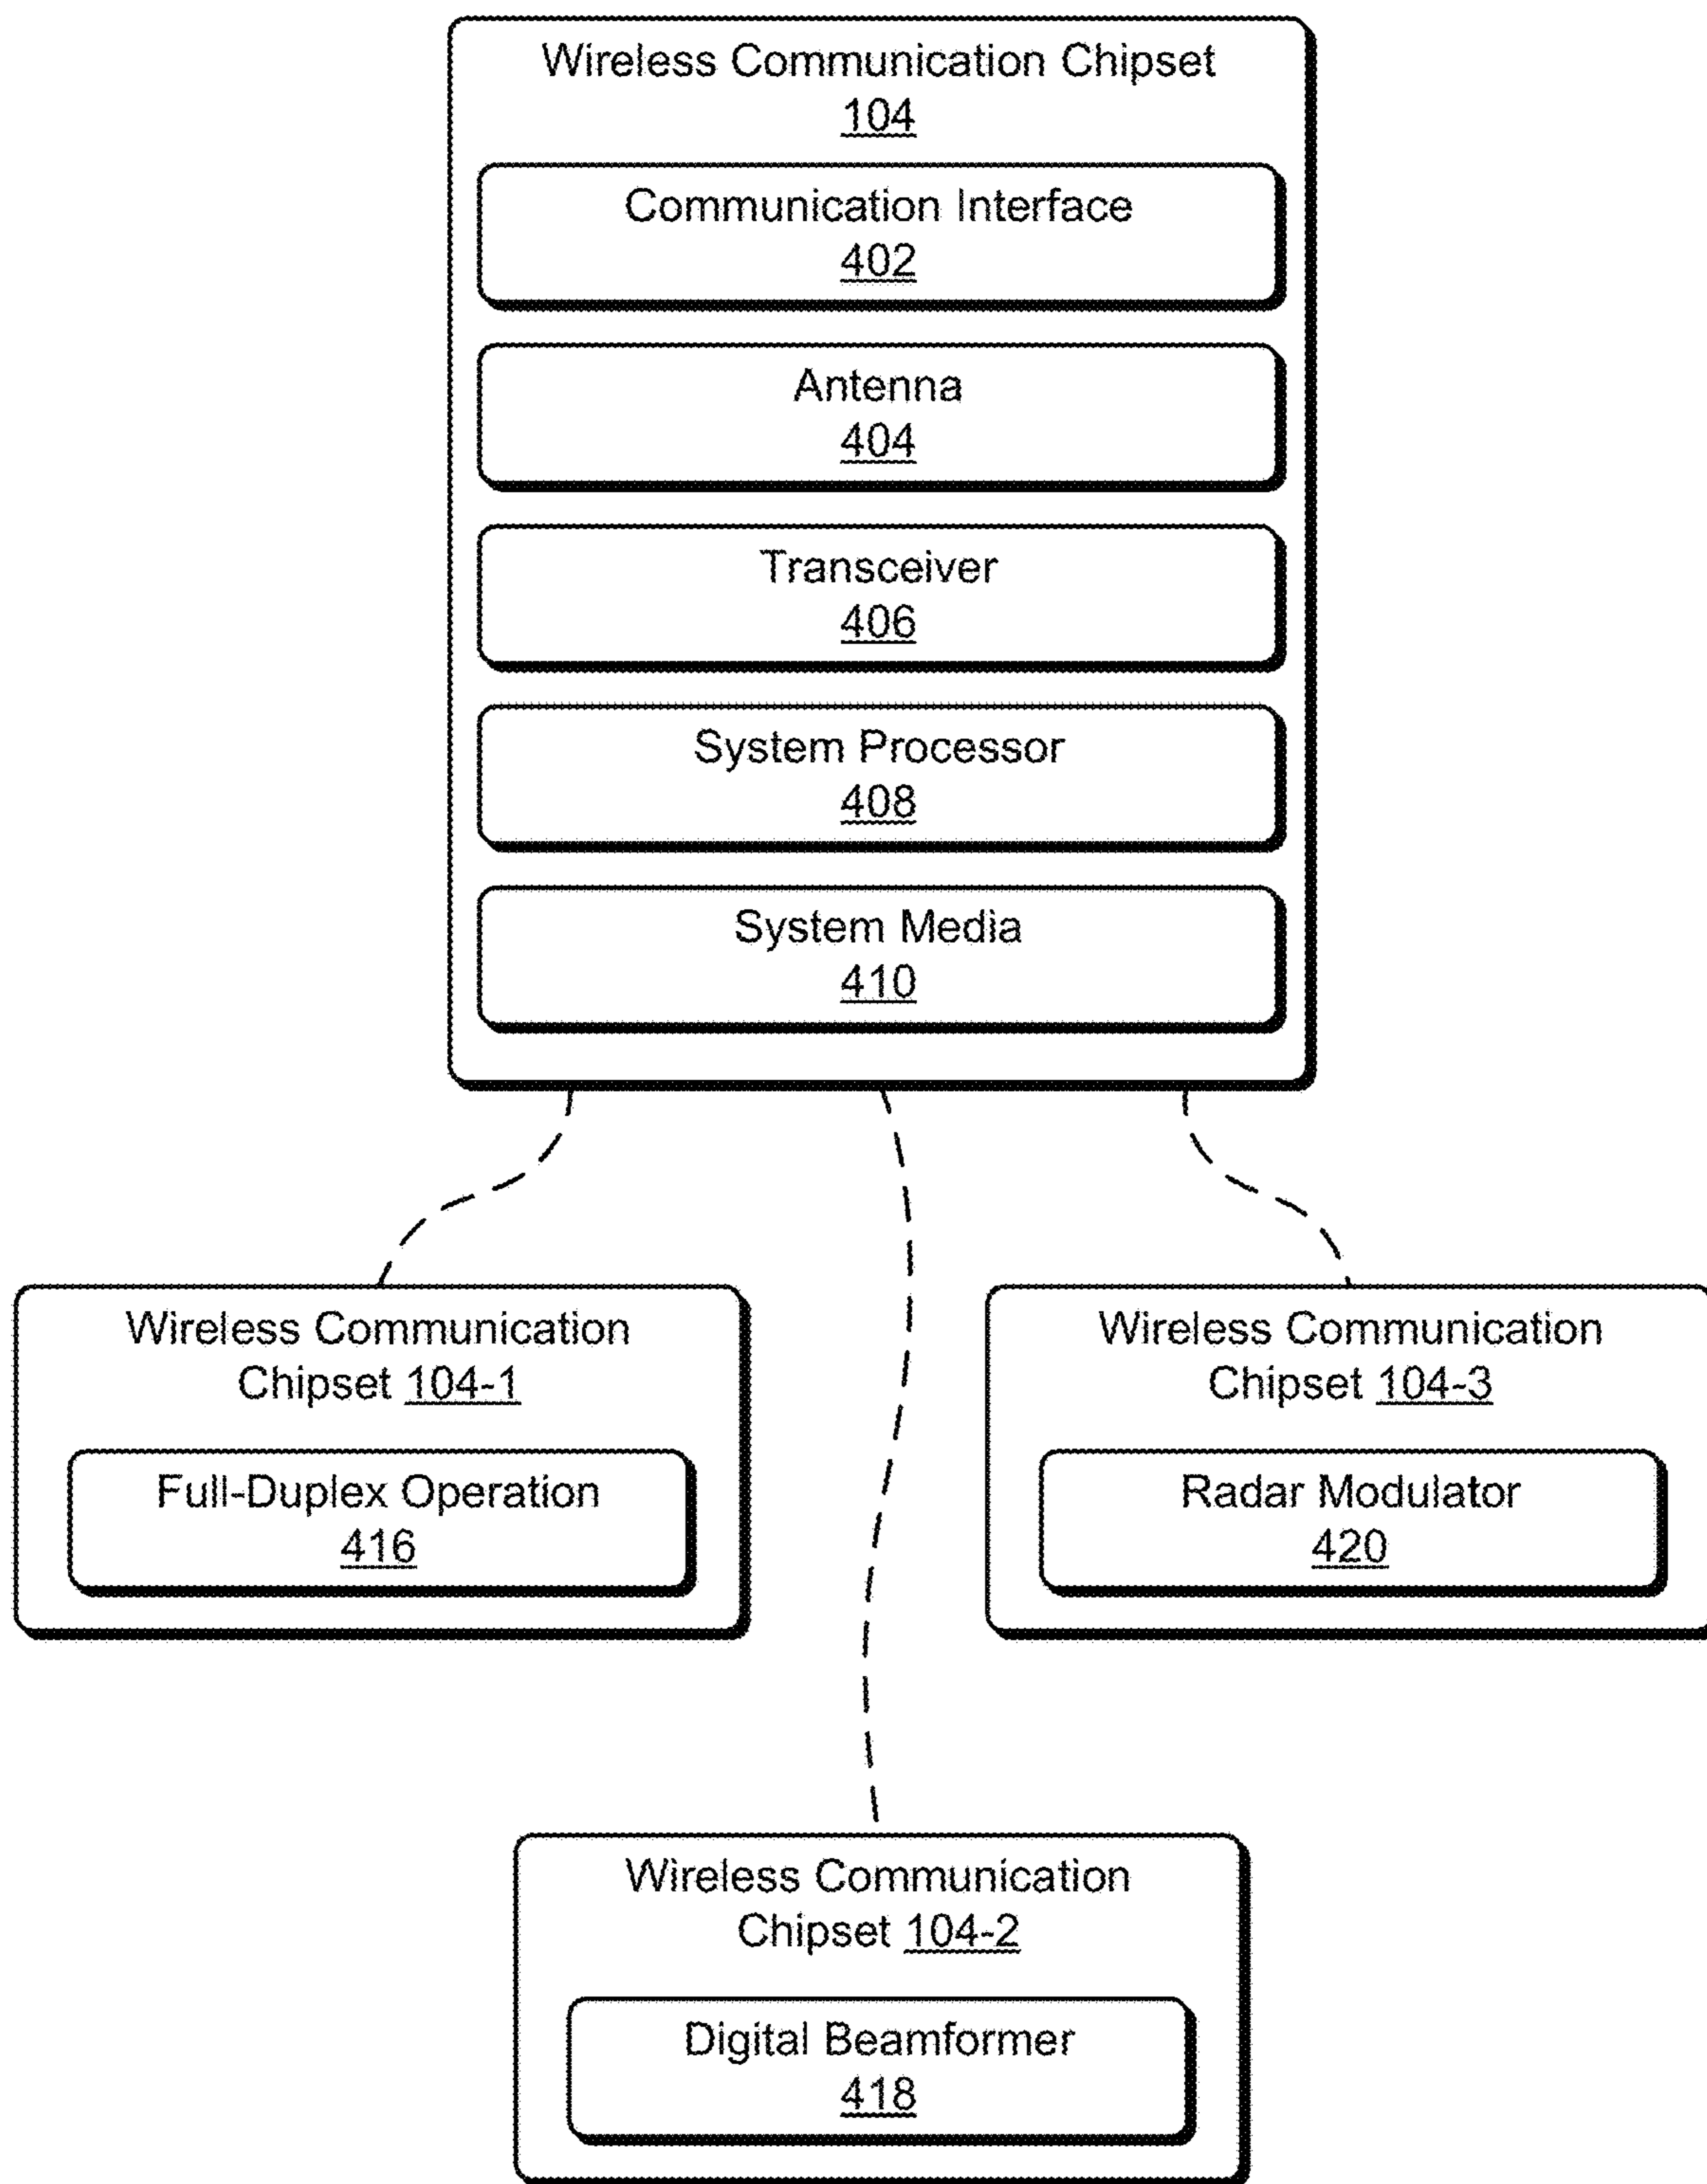 Wireless Communication Chipset
104
Communication Interface
402
Antenna
404
Transceiver
406
System Processor
408
System Media
410
Wireless Communication
Chipset 104-1
Full-Duplex Operation
416
Wireless Communication
Chipset 104-3
Radar Modulator
420
Wireless Communication
Chipset 104-2
Digital Beamformer
418